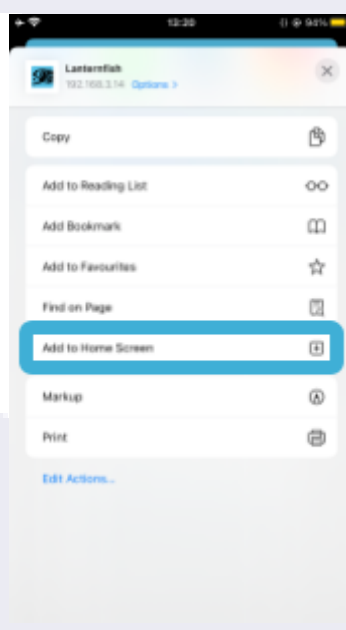 13:20
94%
Lanternfish
192.168.3.14 Options >
Copy
Add to Reading List
Add Bookmark
Add to Favourites
Find on Page
Add to Home Screen
Markup
Print
Edit Actions...